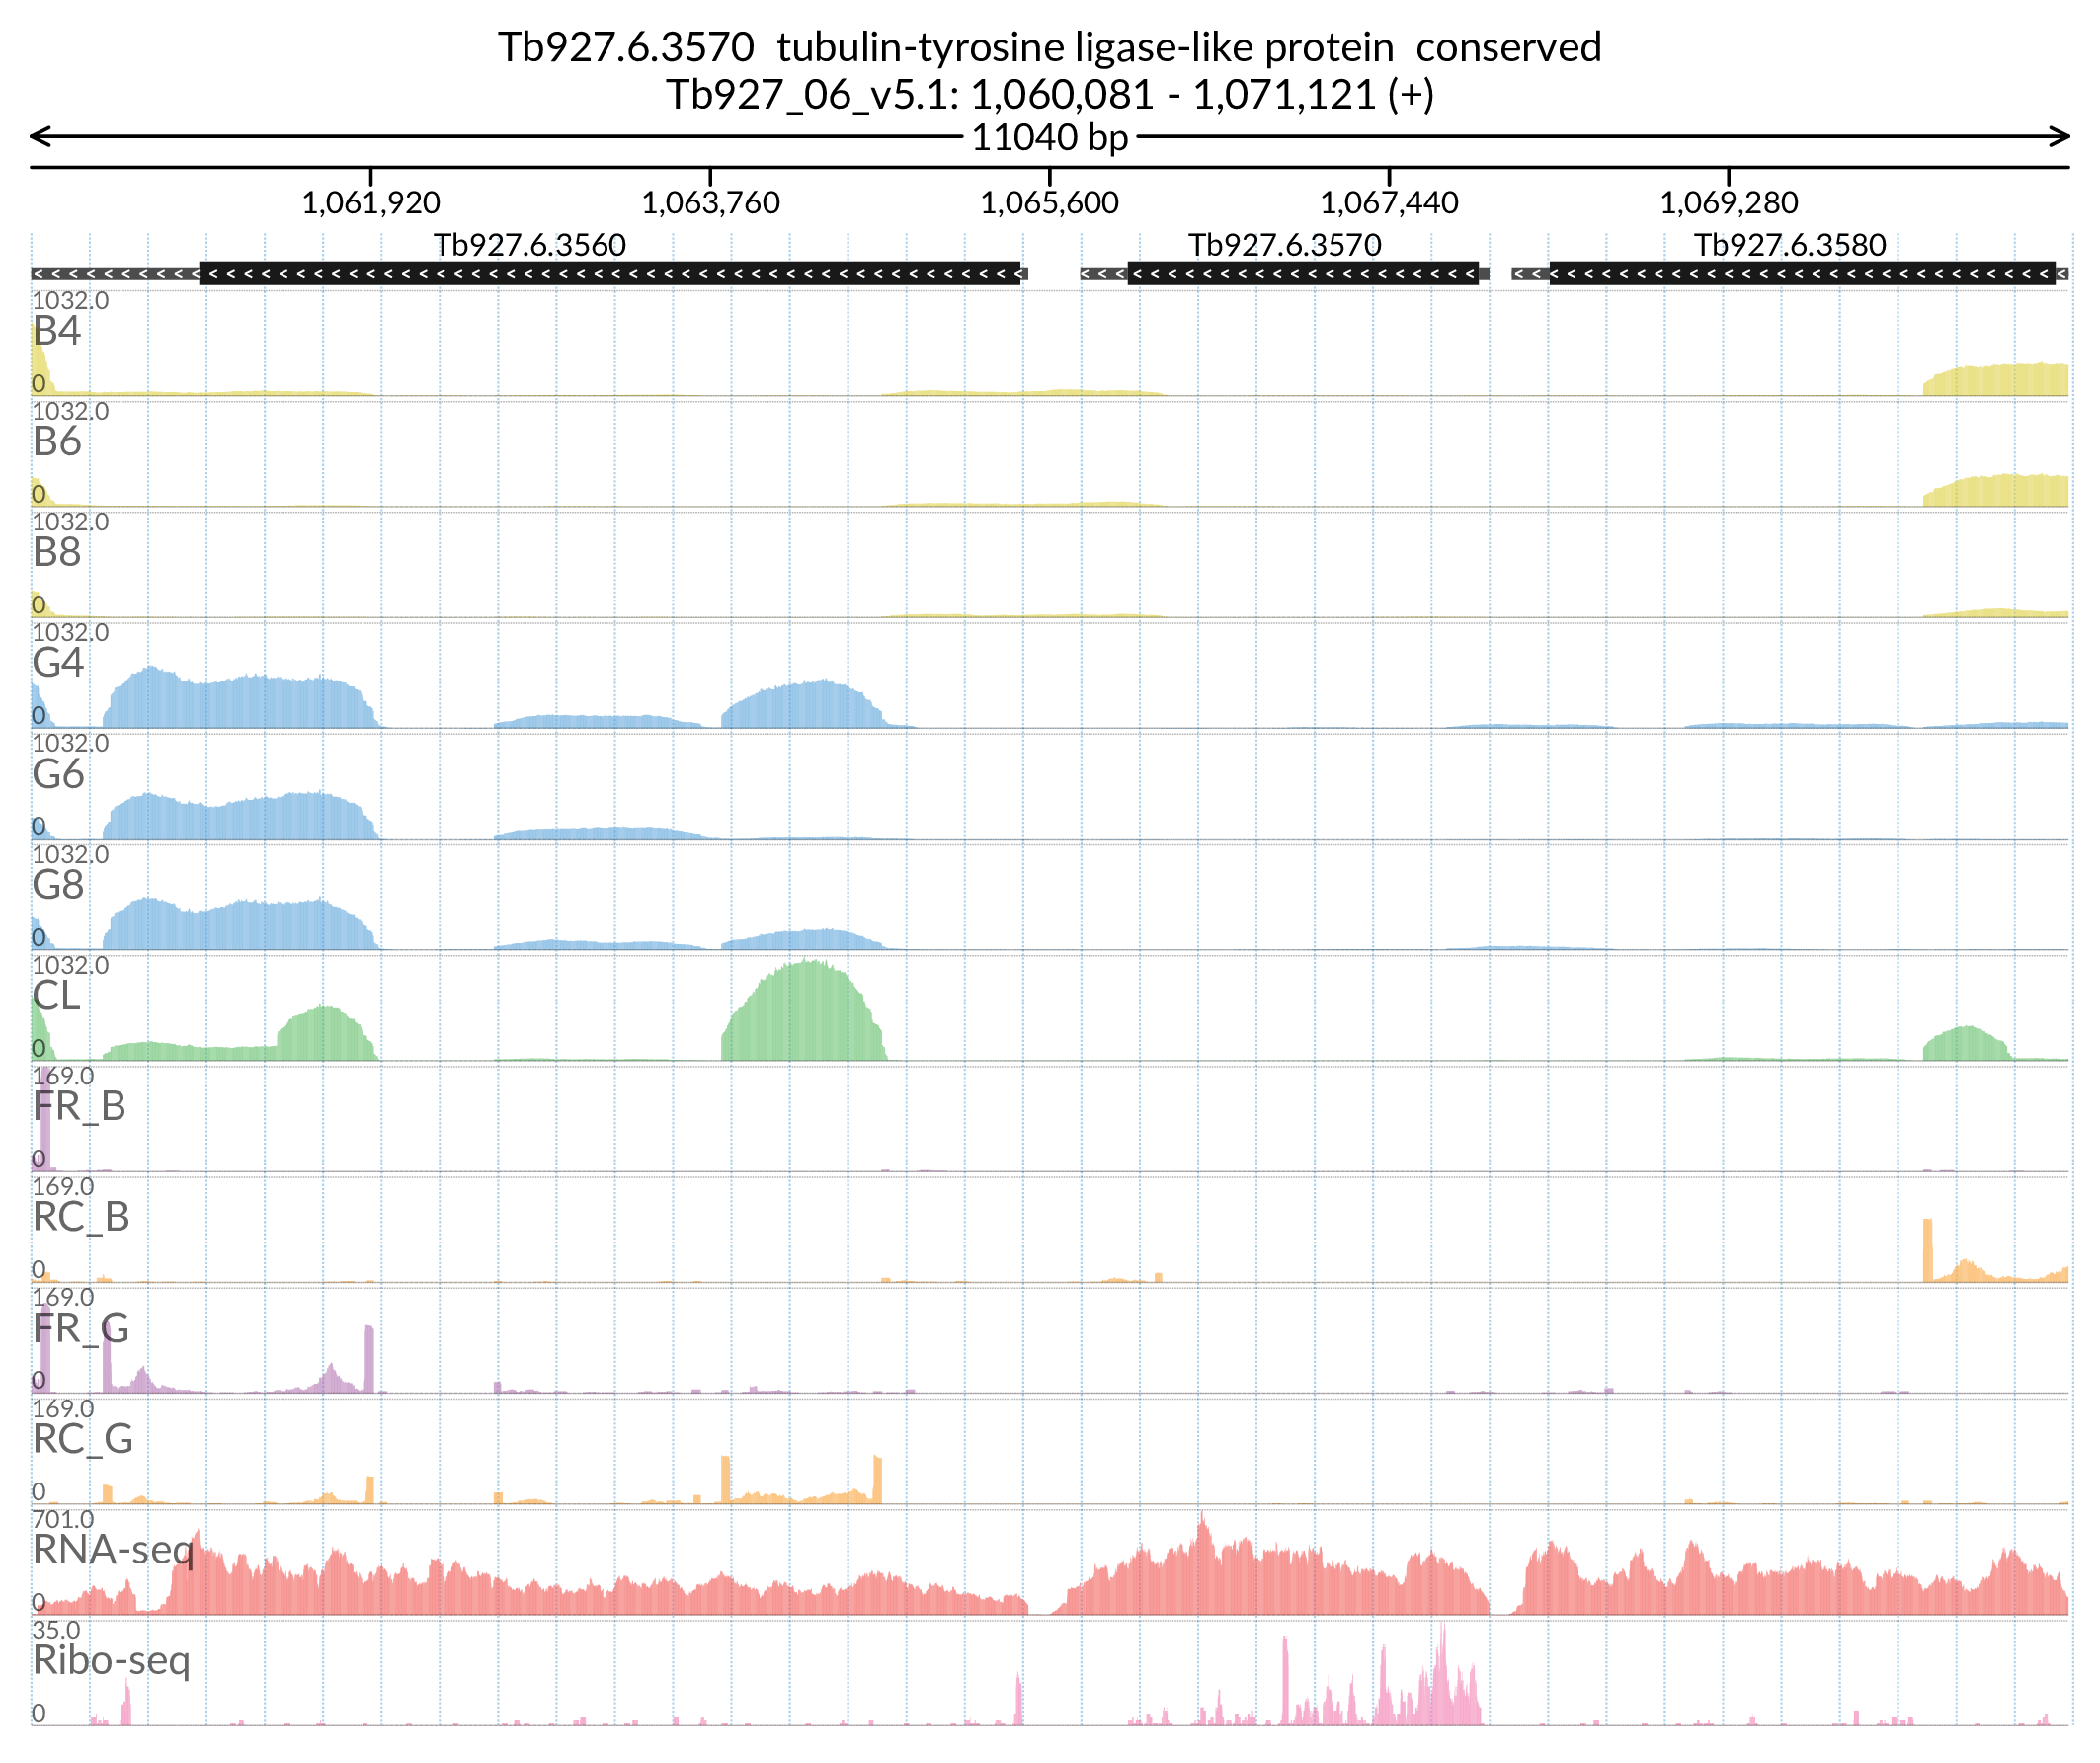 Tb927.6.3570 tubulin-tyrosine ligase-like protein conserved
Tb927_06_v5.1: 1,060,081 - 1,071,121 (+)
11040 bp
1,061,920 1,063,760 1,065,600 1,067,440 1,069,280
Tb927.6.3560 Tb927.6.3570 Tb927.6.3580
1032.0
B4
0
1032.0
B6
0
1032.0
B8
0
1032.0
G4
0
1032.0
G6
0
1032.0
G8
0
1032.0
CL
0
169.0
FR_B
0
169.0
RC_B
0
169.0
FR_G
0
169.0
RC_G
0
701.0
RNA-seq
0
35.0
Ribo-seq
0